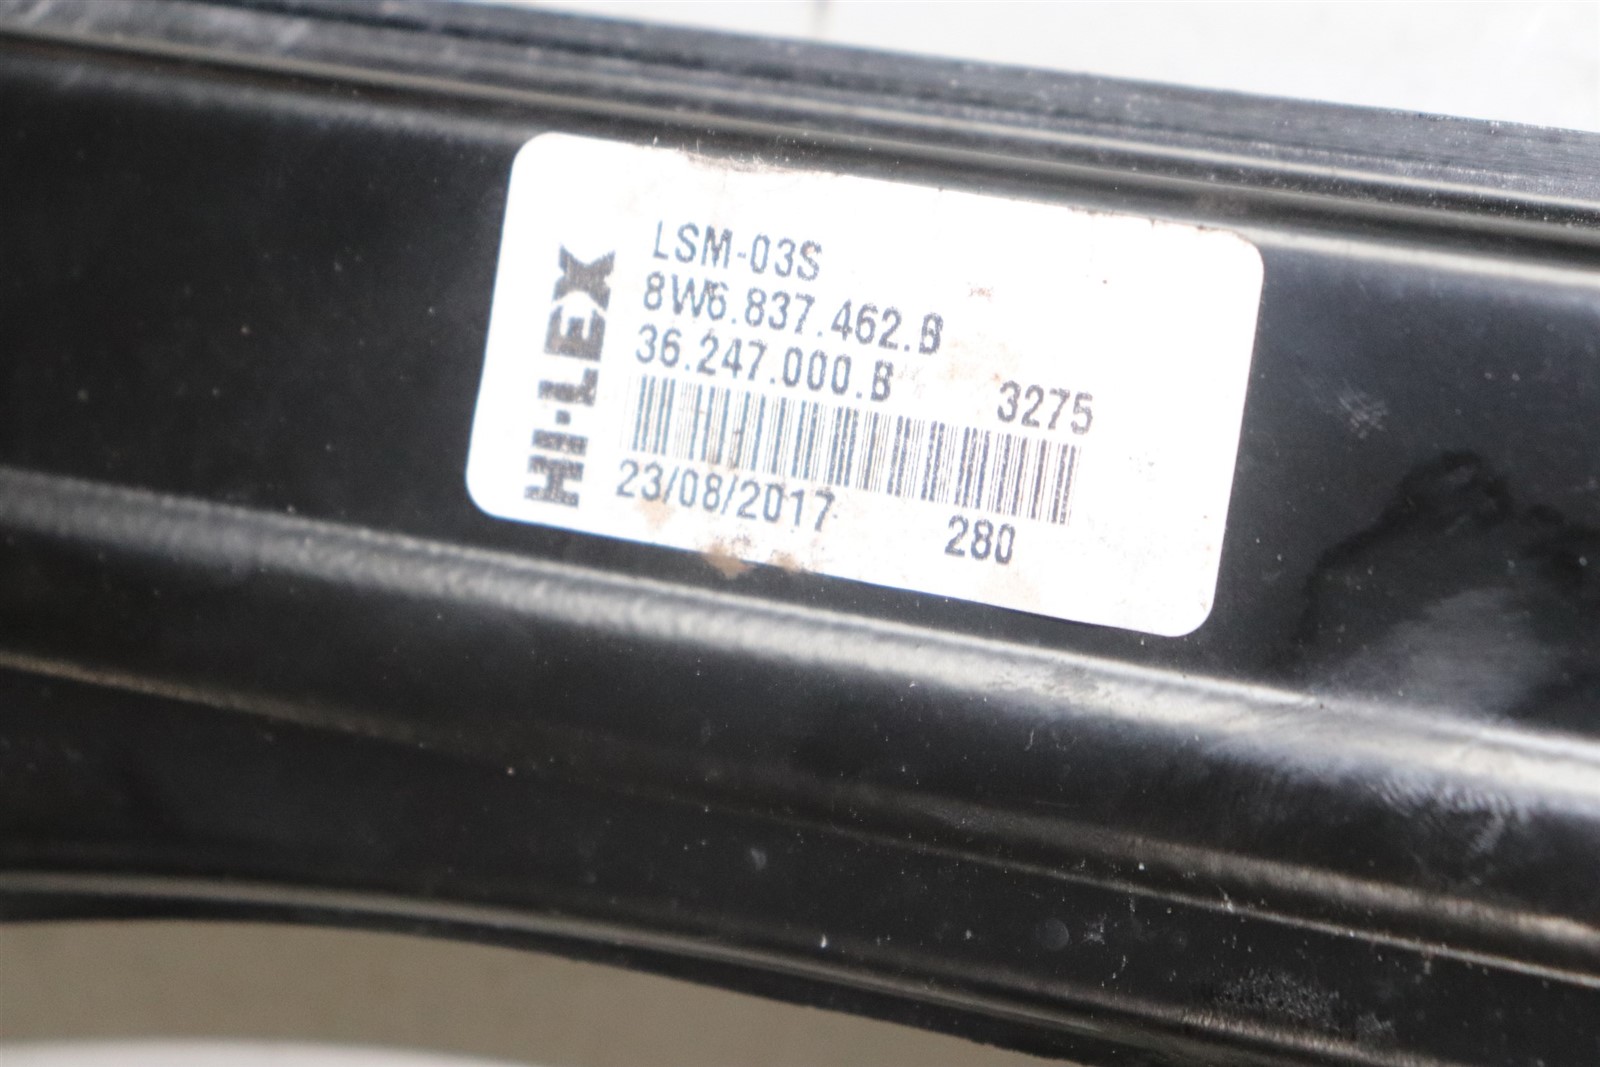 HI-LEX
LSM-03S
8W6.837.462.B
36.247.000.B 3275
23/08/2017 280